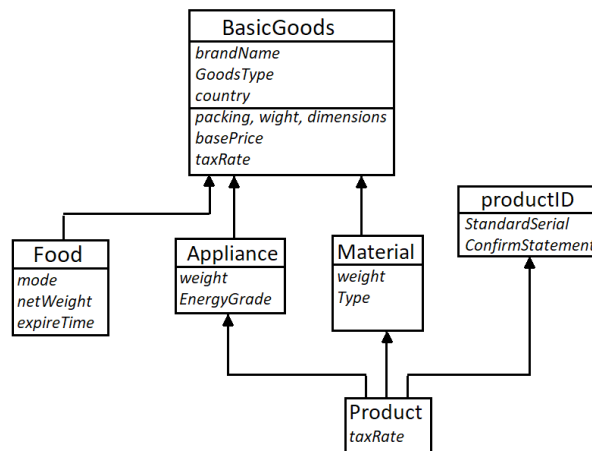 BasicGoods
brandName
GoodsType
country
packing, wight, dimensions
basePrice
taxRate
productID
StandardSerial
ConfirmStatement
Food
mode
netWeight
expireTime
Appliance
weight
EnergyGrade
Material
weight
Type
Product
taxRate